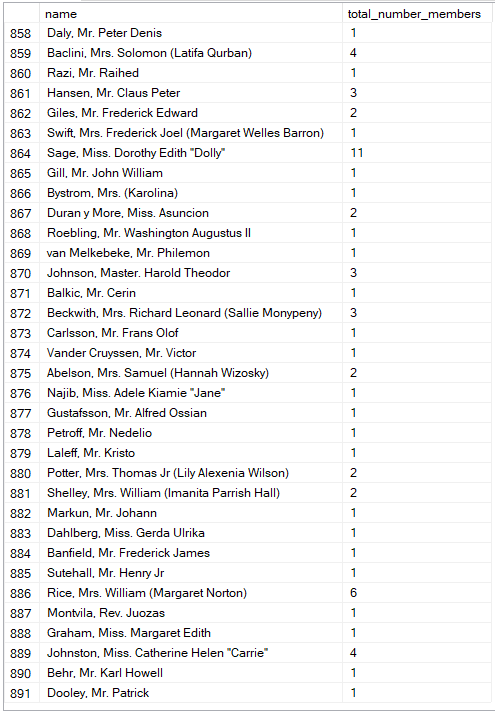 name total_number_members
858 Daly, Mr. Peter Denis 1
859 Baclini, Mrs. Solomon (Latifa Qurban) 4
860 Razi, Mr. Raihed 1
861 Hansen, Mr. Claus Peter 3
862 Giles, Mr. Frederick Edward 2
863 Swift, Mrs. Frederick Joel (Margaret Welles Barron) 1
864 Sage, Miss. Dorothy Edith "Dolly" 11
865 Gill, Mr. John William 1
866 Bystrom, Mrs. (Karolina) 1
867 Duran y More, Miss. Asuncion 2
868 Roebling, Mr. Washington Augustus II 1
869 van Melkebeke, Mr. Philemon 1
870 Johnson, Master. Harold Theodor 3
871 Balkic, Mr. Cerin 1
872 Beckwith, Mrs. Richard Leonard (Sallie Monypeny) 3
873 Carlsson, Mr. Frans Olof 1
874 Vander Cruyssen, Mr. Victor 1
875 Abelson, Mrs. Samuel (Hannah Wizosky) 2
876 Najib, Miss. Adele Kiamie "Jane" 1
877 Gustafsson, Mr. Alfred Ossian 1
878 Petroff, Mr. Nedelio 1
879 Laleff, Mr. Kristo 1
880 Potter, Mrs. Thomas Jr (Lily Alexenia Wilson) 2
881 Shelley, Mrs. William (Imanita Parrish Hall) 2
882 Markun, Mr. Johann 1
883 Dahlberg, Miss. Gerda Ulrika 1
884 Banfield, Mr. Frederick James 1
885 Sutehall, Mr. Henry Jr 1
886 Rice, Mrs. William (Margaret Norton) 6
887 Montvila, Rev. Juozas 1
888 Graham, Miss. Margaret Edith 1
889 Johnston, Miss. Catherine Helen "Carrie" 4
890 Behr, Mr. Karl Howell 1
891 Dooley, Mr. Patrick 1